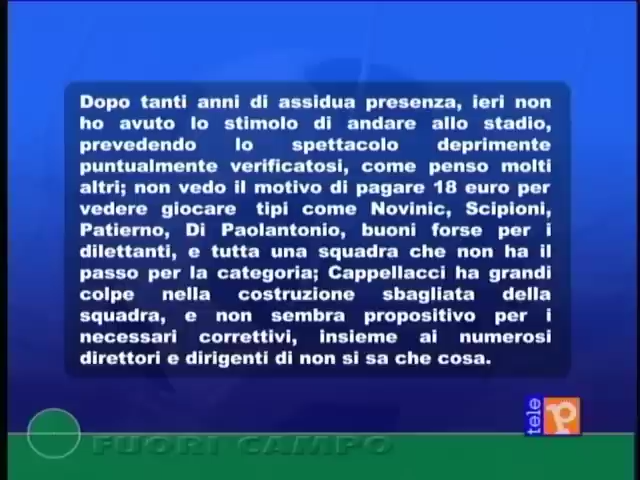 Dopo tanti anni di assidua presenza, ieri non
ho avuto lo stimolo di andare allo stadio,
prevedendo lo spettacolo deprimente
puntualmente verificatosi, come penso molti
altri; non vedo il motivo di pagare 18 euro per
vedere giocare tipi come Novinic, Scipioni,
Patierno, Di Paolantonio, buoni forse per i
dilettanti, e tutta una squadra che non ha il
passo per la categoria; Cappellacci ha grandi
colpe nella costruzione sbagliata della
squadra, e non sembra propositivo per i
necessari correttivi, insieme ai numerosi
direttori e dirigenti di non si sa che cosa.
tele p
FUORI CAMPO